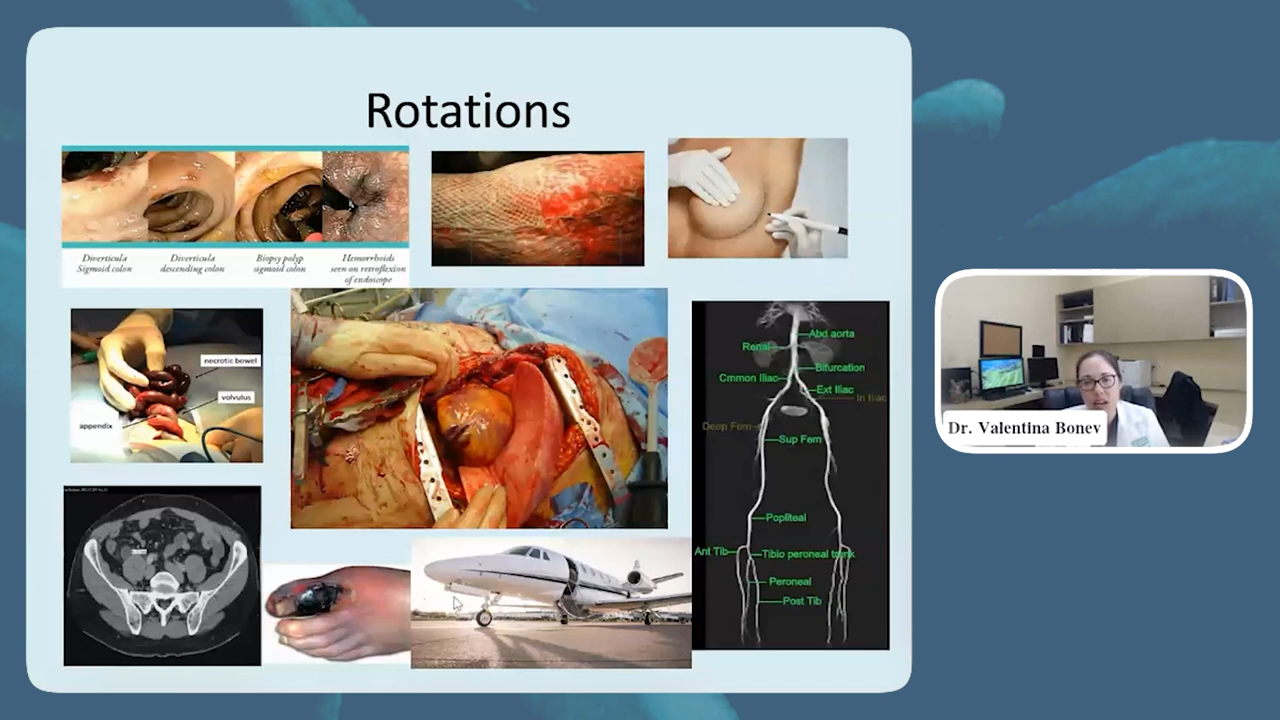 Rotations
Diverticula
Sigmoid colon
Diverticula
descending colon
Biopsy polyp
sigmoid colon
Hemorrhoids
seen on retroflexion
of endoscope
necrotic bowel
volvulus
appendix
Abd aorta
Renal
Bifurcation
Cmmon Iliac
Ext Iliac
In Iliac
Deep Fem
Sup Fem
Popliteal
Ant Tib
Tibio peroneal trunk
Peroneal
Post Tib
Dr. Valentina Bonev